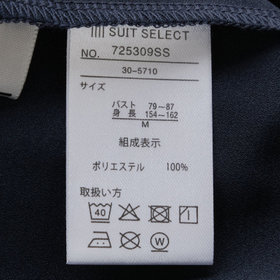 SUIT SELECT
NO. 725309SS
30-5710
サイズ
バスト 79~87
身長 154~162
M
組成表示
ポリエステル 100%
取扱い方
40
W